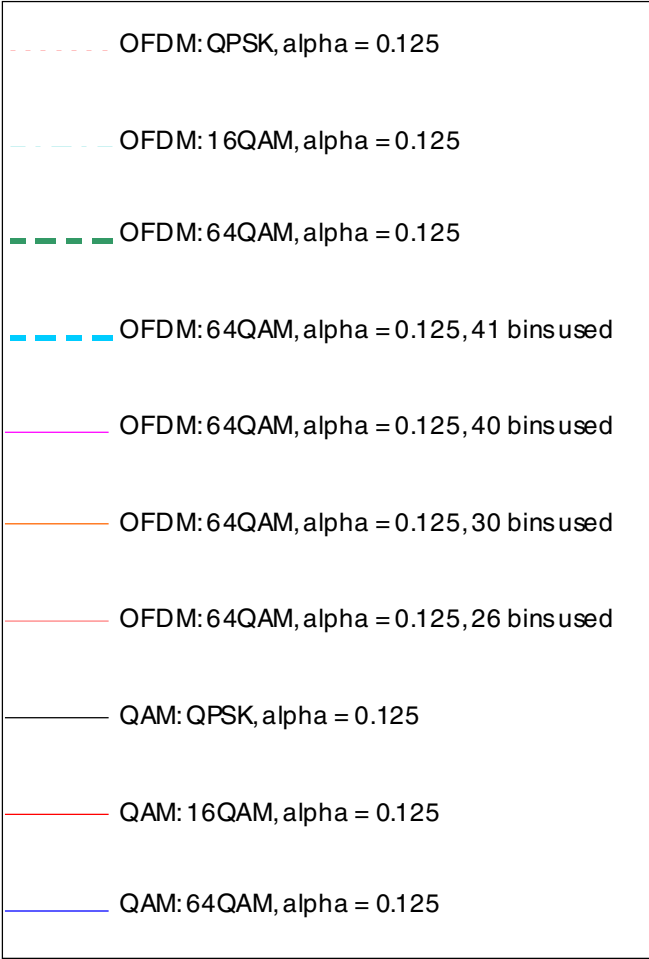 OFDM: QPSK, alpha = 0.125
OFDM: 16QAM, alpha = 0.125
OFDM: 64QAM, alpha = 0.125
OFDM: 64QAM, alpha = 0.125, 41 bins used
OFDM: 64QAM, alpha = 0.125, 40 bins used
OFDM: 64QAM, alpha = 0.125, 30 bins used
OFDM: 64QAM, alpha = 0.125, 26 bins used
QAM: QPSK, alpha = 0.125
QAM: 16QAM, alpha = 0.125
QAM: 64QAM, alpha = 0.125